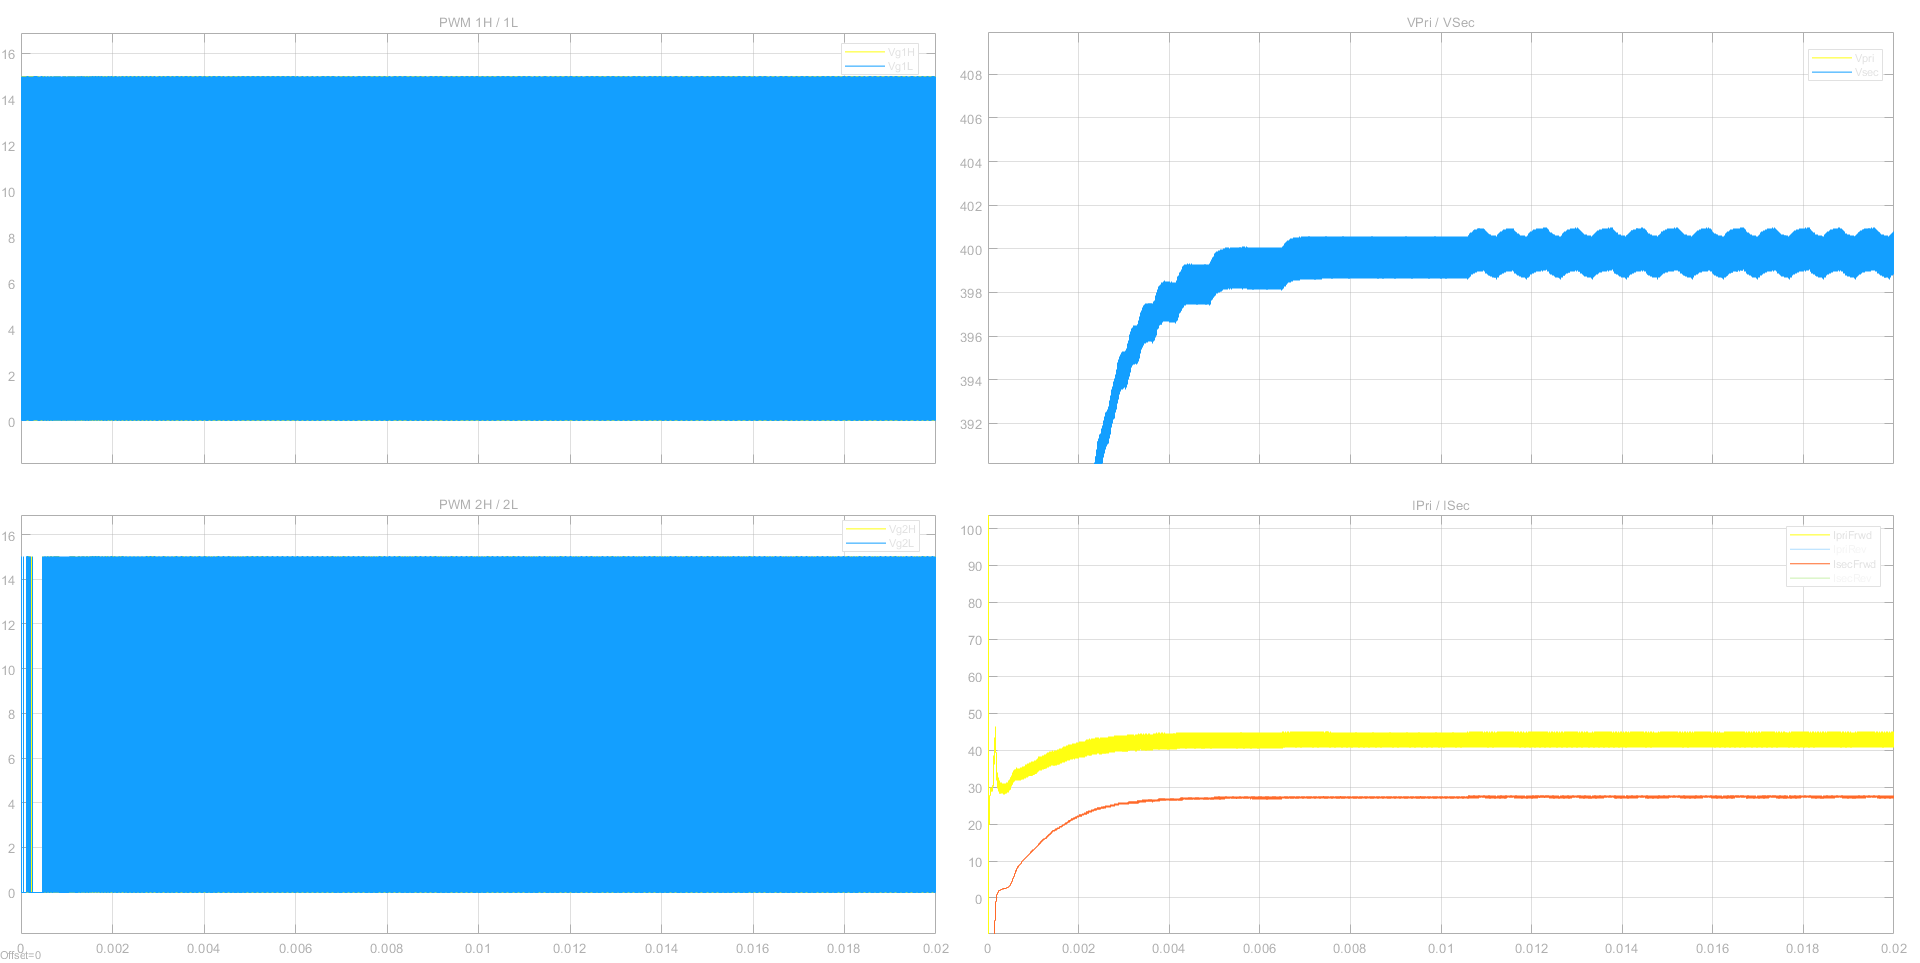 PWM 1H / 1L
16
14
12
10
8
6
4
2
0
Vg1H
Vg1L
VPri / VSec
408
406
404
402
400
398
396
394
392
Vpri
Vsec
PWM 2H / 2L
16
14
12
10
8
6
4
2
0
Vg2H
Vg2L
0 0.002 0.004 0.006 0.008 0.01 0.012 0.014 0.016 0.018 0.02
Offset=0
IPri / ISec
100
90
80
70
60
50
40
30
20
10
0
IpriFrwd
IpriRev
IsecFrwd
IsecRev
0 0.002 0.004 0.006 0.008 0.01 0.012 0.014 0.016 0.018 0.02